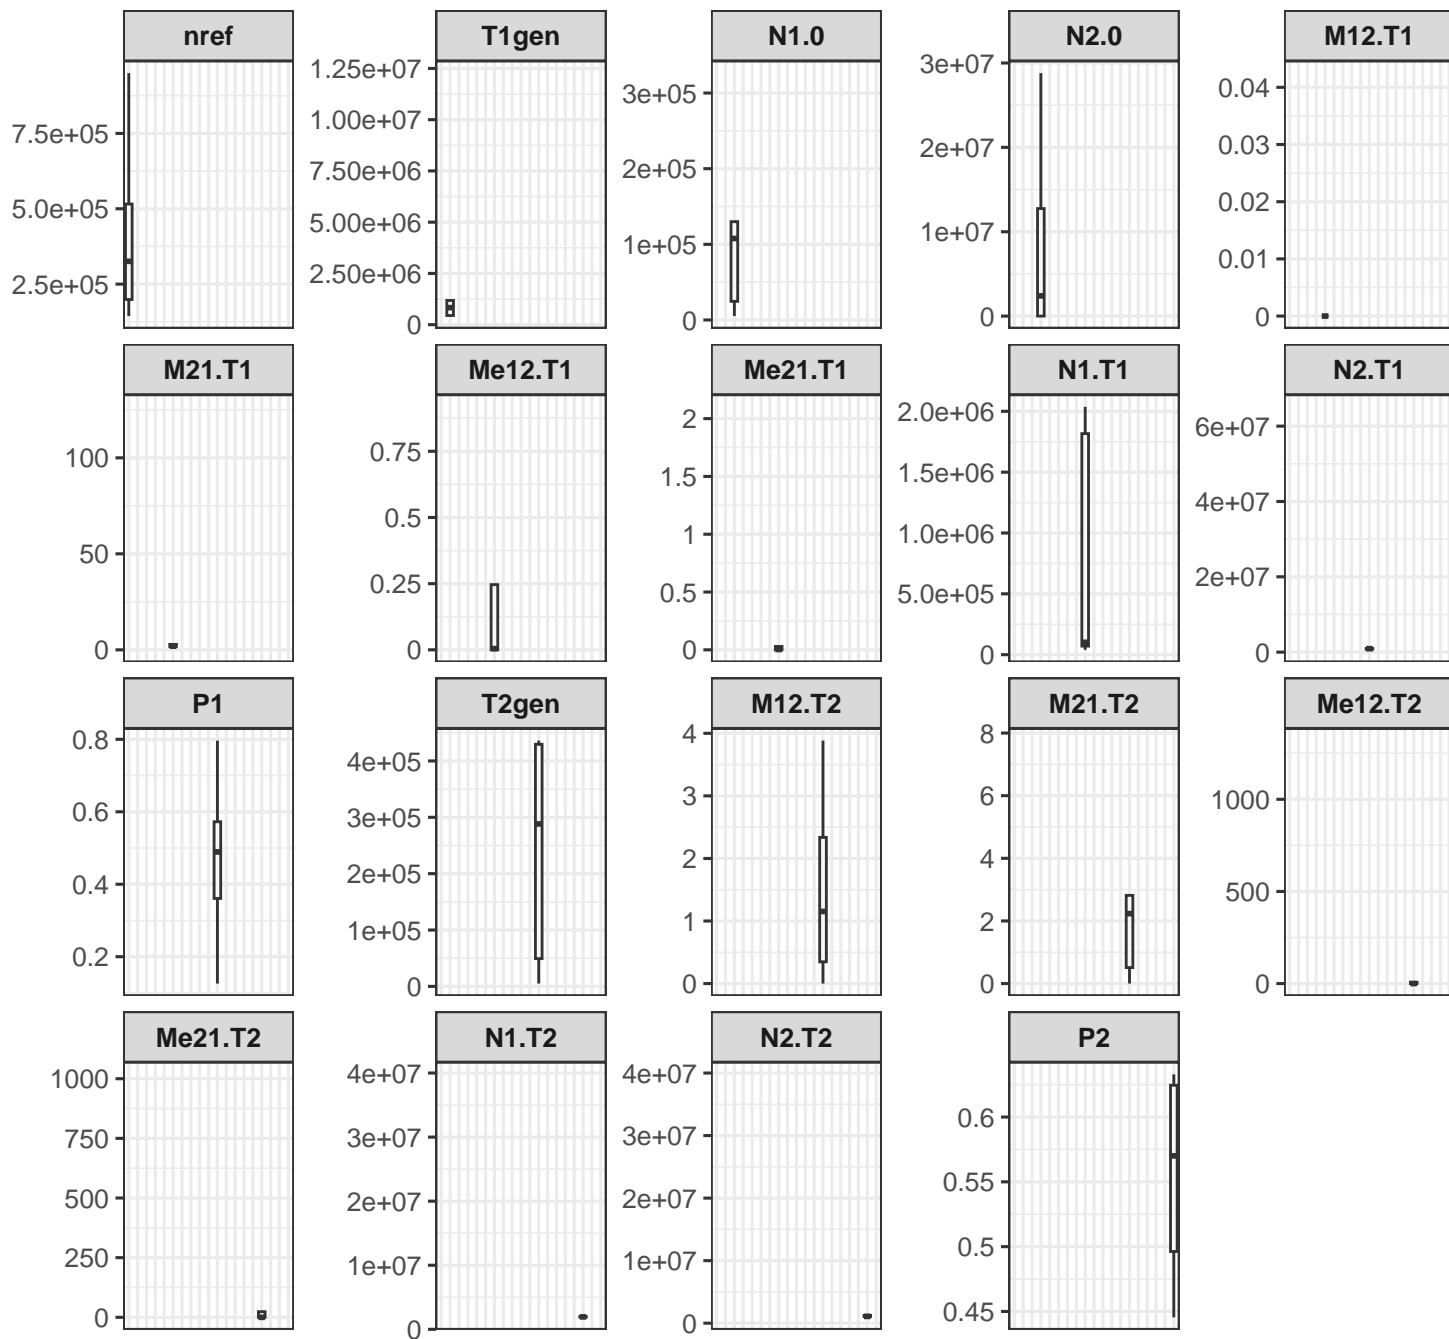 nref
7.5e+05
5.0e+05
2.5e+05
T1gen
1.25e+07
1.00e+07
7.50e+06
5.00e+06
2.50e+06
0
N1.0
3e+05
2e+05
1e+05
0
N2.0
3e+07
2e+07
1e+07
0
M12.T1
0.04
0.03
0.02
0.01
0
M21.T1
100
50
0
Me12.T1
0.75
0.5
0.25
0
Me21.T1
2
1.5
1
0.5
0
N1.T1
2.0e+06
1.5e+06
1.0e+06
5.0e+05
0
N2.T1
6e+07
4e+07
2e+07
0
P1
0.8
0.6
0.4
0.2
T2gen
4e+05
3e+05
2e+05
1e+05
0
M12.T2
4
3
2
1
0
M21.T2
8
6
4
2
0
Me12.T2
1000
500
0
Me21.T2
1000
750
500
250
0
N1.T2
4e+07
3e+07
2e+07
1e+07
0
N2.T2
4e+07
3e+07
2e+07
1e+07
0
P2
0.6
0.55
0.5
0.45